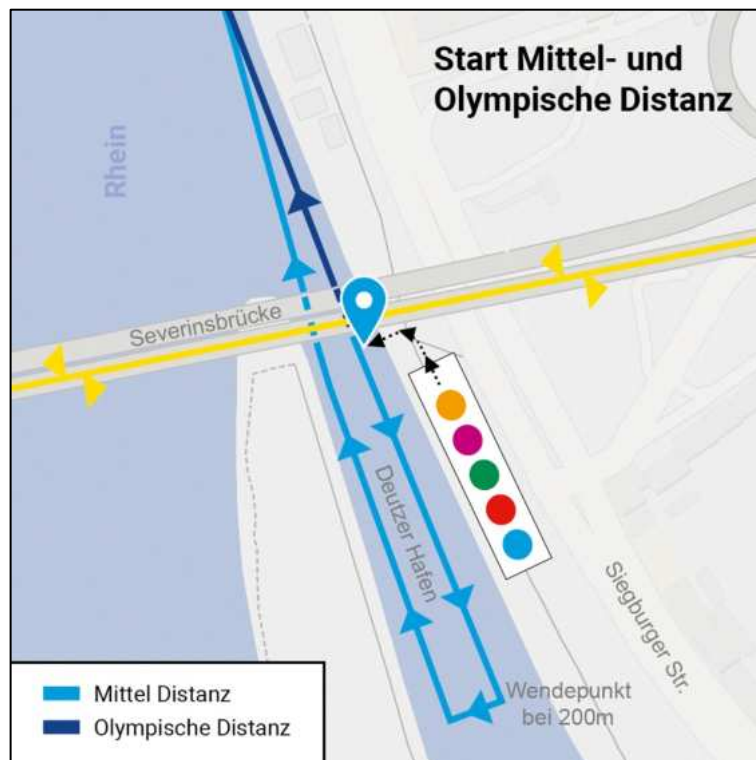 Start Mittel- und
Olympische Distanz
Rhein
Severinsbrücke
Deutzer Hafen
Siegburger Str.
Wendepunkt
bei 200m
Mittel Distanz
Olympische Distanz